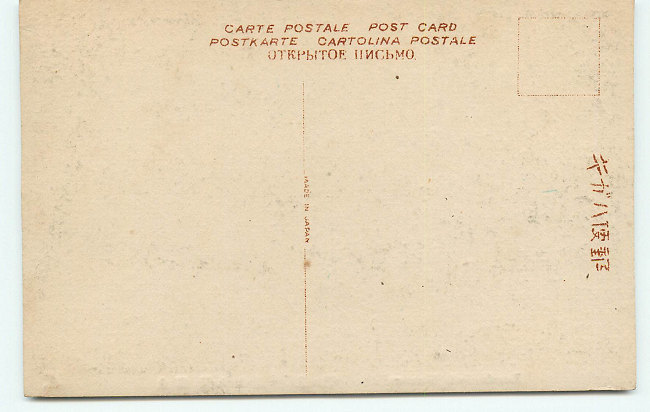 CARTE POSTALE POST CARD
POSTKARTE CARTOLINA POSTALE
ОТКРЫТОЕ ПИСЬМО.
MADE IN JAPAN
郵便ハガキ